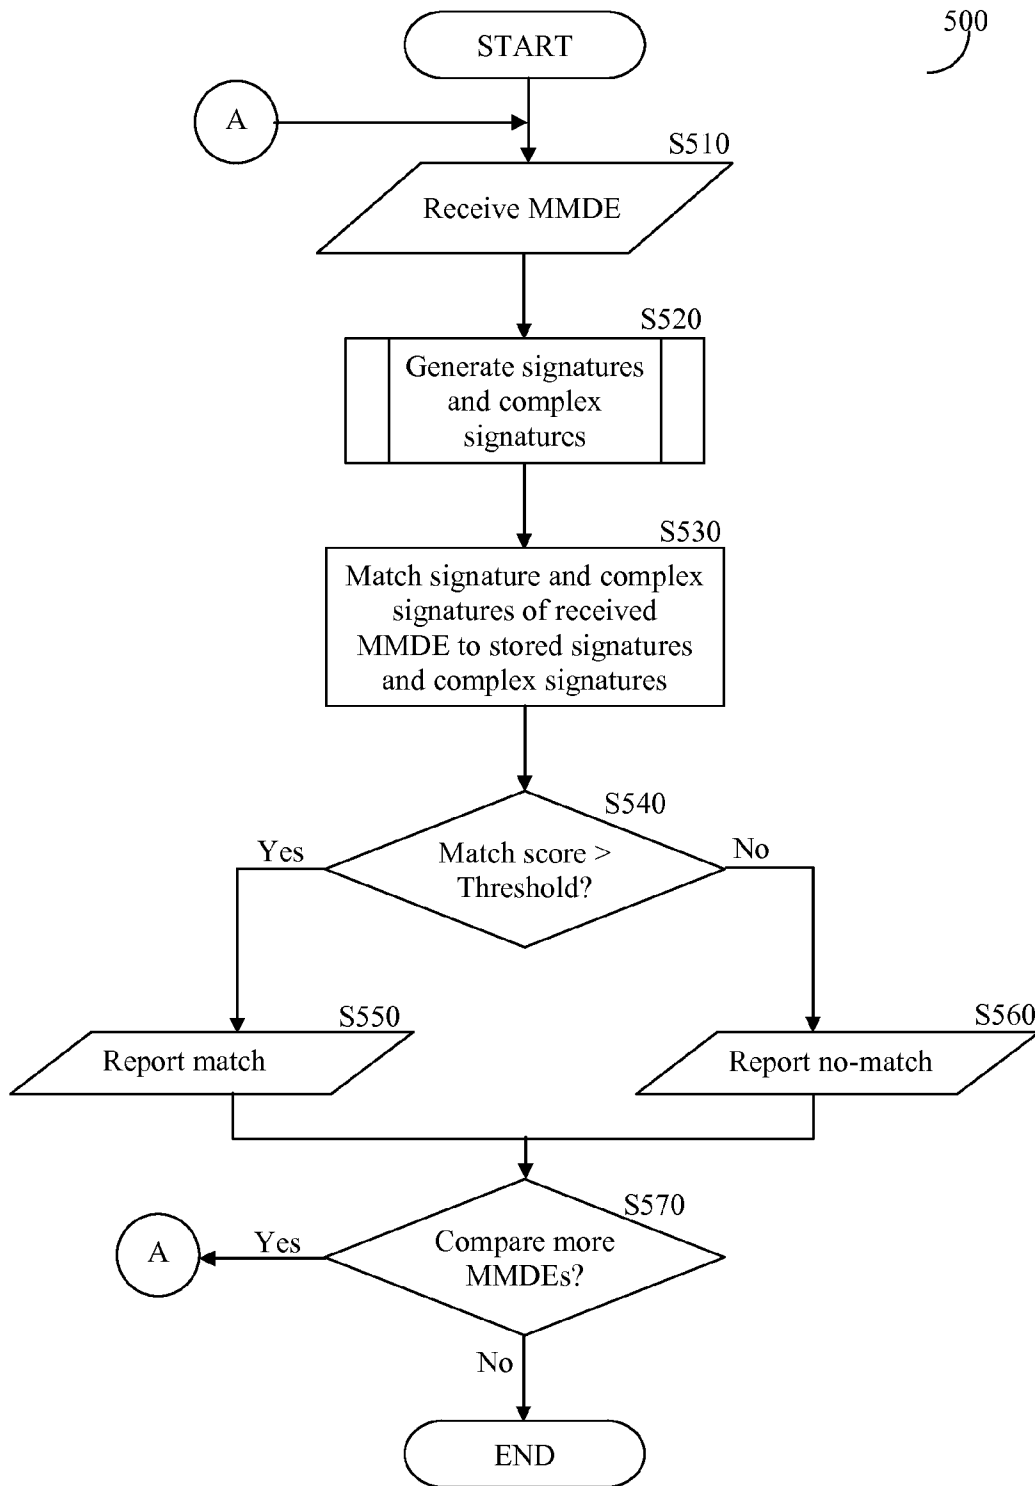 START
500
A
S510
Receive MMDE
S520
Generate signatures
and complex
signatures
S530
Match signature and complex
signatures of received
MMDE to stored signatures
and complex signatures
S540
Yes
Match score >
Threshold?
No
S550
Report match
S560
Report no-match
S570
A
Yes
Compare more
MMDEs?
No
END